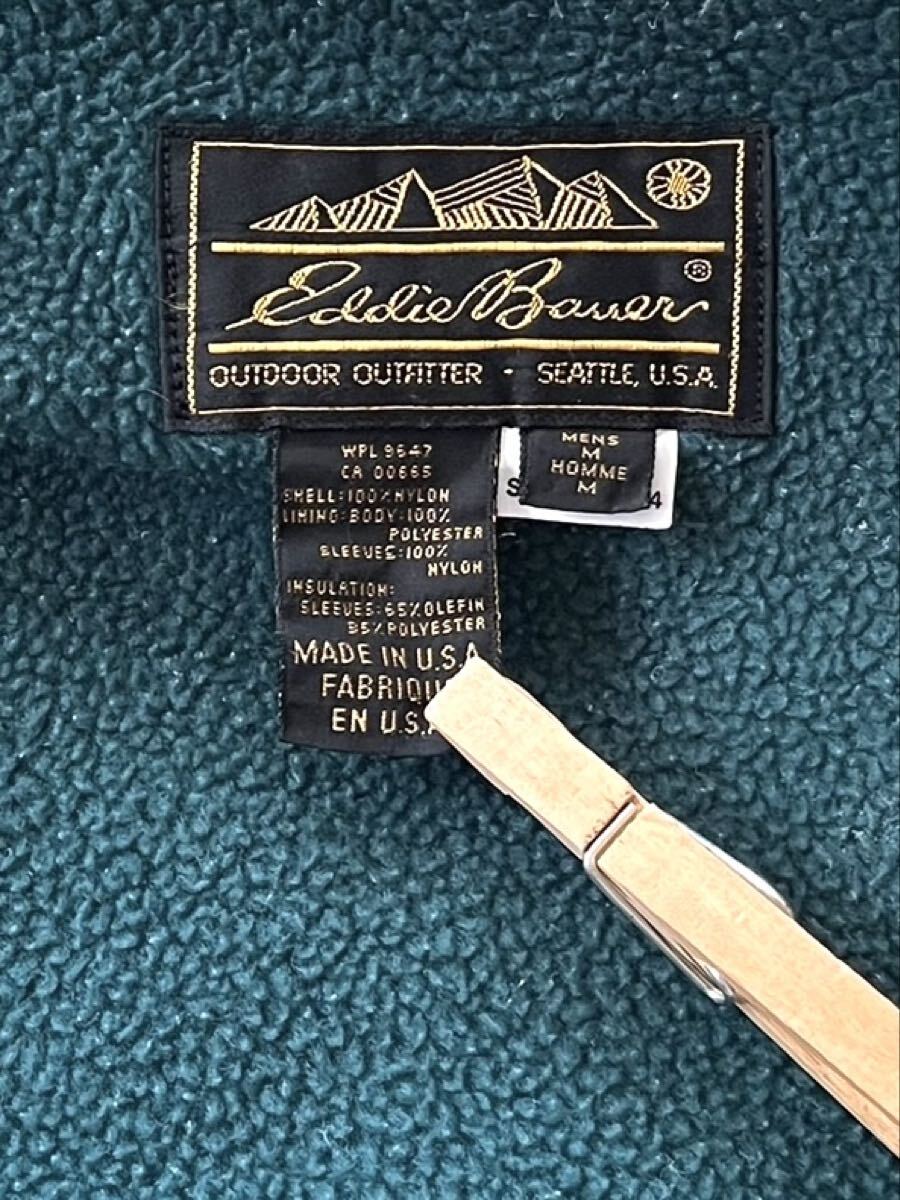 Eddie Bauer ®
OUTDOOR OUTFITTER - SEATTLE, U.S.A.
WPL 9647
CA 00665
SHELL:100%NYLON
LINING:BODY:100%
POLYESTER
SLEEVES:100%
NYLON
INSULATION:
SLEEVES:65%OLEFIN
35%POLYESTER
MADE IN U.S.A
EN U.S.A
MENS
M
HOMME
M
S
4